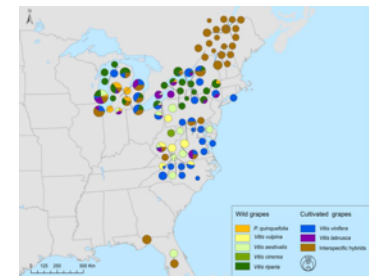 N
Wild grapes
P. quinquefolia
Vitis vulpina
Vitis aestivalis
Vitis cinerea
Vitis riparia
Cultivated grapes
Vitis vinifera
Vitis labrusca
Interspecific hybrids
0 125 250 500 Km